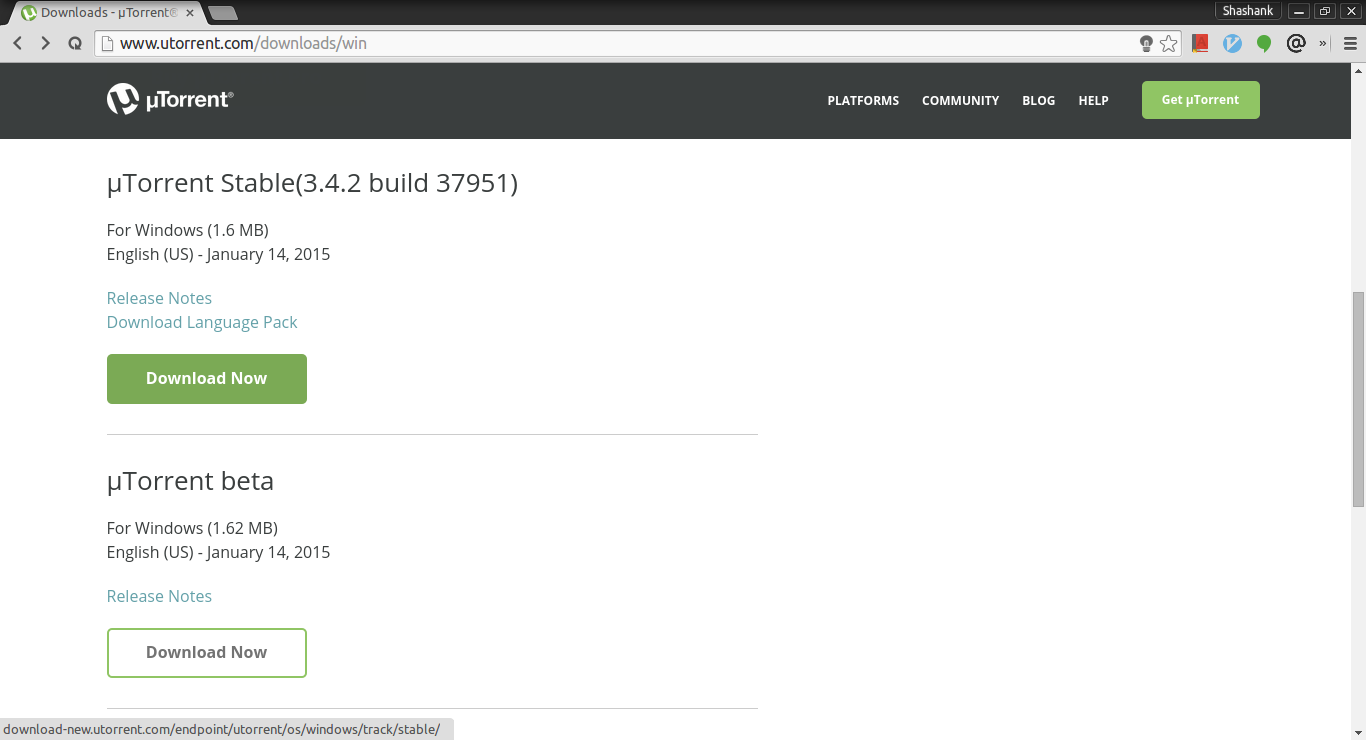 Downloads - µTorrent®
Shashank
www.utorrent.com/downloads/win
@
»
µTorrent®
PLATFORMS
COMMUNITY
BLOG
HELP
Get µTorrent
µTorrent Stable(3.4.2 build 37951)
For Windows (1.6 MB)
English (US) - January 14, 2015
Release Notes
Download Language Pack
Download Now
µTorrent beta
For Windows (1.62 MB)
English (US) - January 14, 2015
Release Notes
Download Now
download-new.utorrent.com/endpoint/utorrent/os/windows/track/stable/